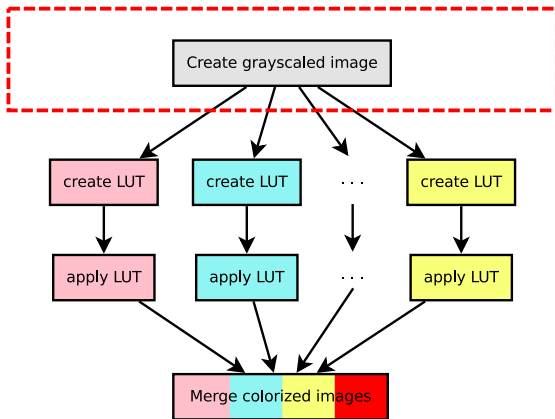 Create grayscaled image
create LUT create LUT . . . create LUT
apply LUT apply LUT . . . apply LUT
Merge colorized images